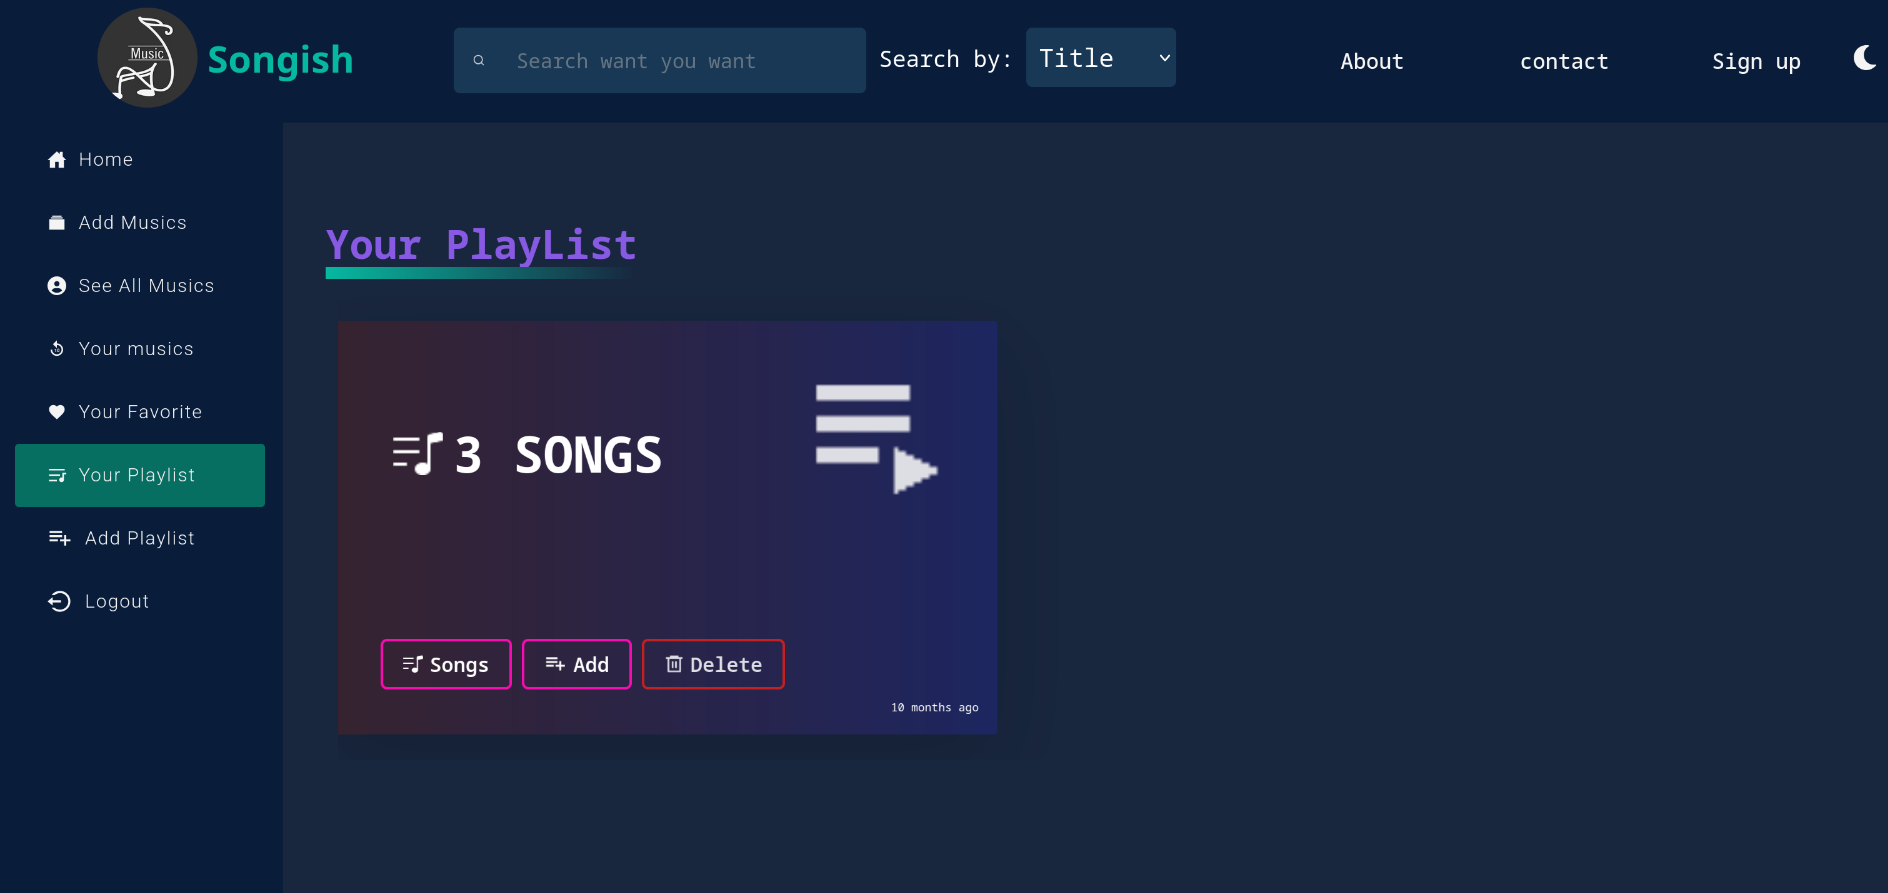 Music
Songish
Search want you want
Search by:
Title
About
contact
Sign up
Home
Add Musics
See All Musics
Your musics
Your Favorite
Your Playlist
Add Playlist
Logout
Your PlayList
3 SONGS
Songs
Add
Delete
10 months ago